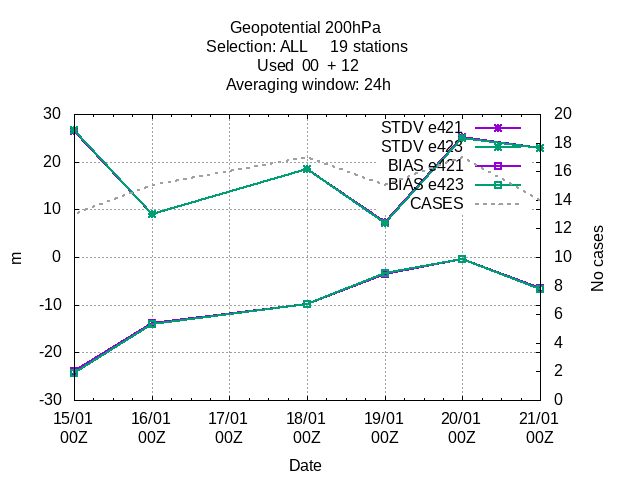 Geopotential 200hPa
Selection: ALL     19 stations
Used  00  + 12
Averaging window: 24h
30
20
10
0
-10
-20
-30
m
20
18
16
14
12
10
8
6
4
2
0
No cases
STDV e421
STDV e423
BIAS e421
BIAS e423
CASES
15/01 16/01 17/01 18/01 19/01 20/01 21/01
00Z 00Z 00Z 00Z 00Z 00Z 00Z
Date